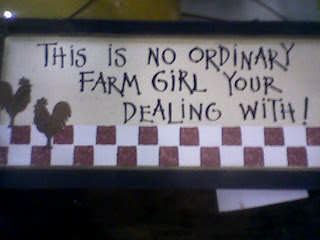 THIS IS NO ORDINARY
FARM GIRL YOUR
DEALING WITH!